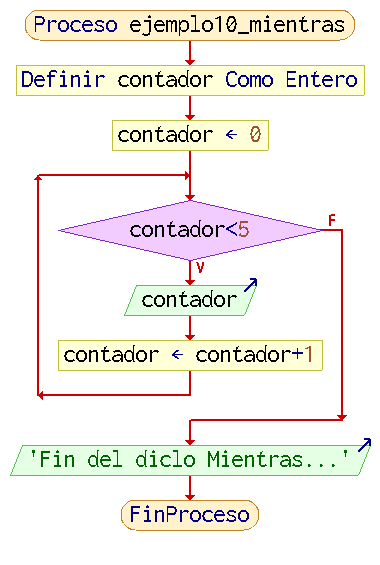 Proceso ejemplo10_mientras
Definir contador Como Entero
contador ← 0
contador<5
F
V
contador
contador ← contador+1
'Fin del diclo Mientras...'
FinProceso